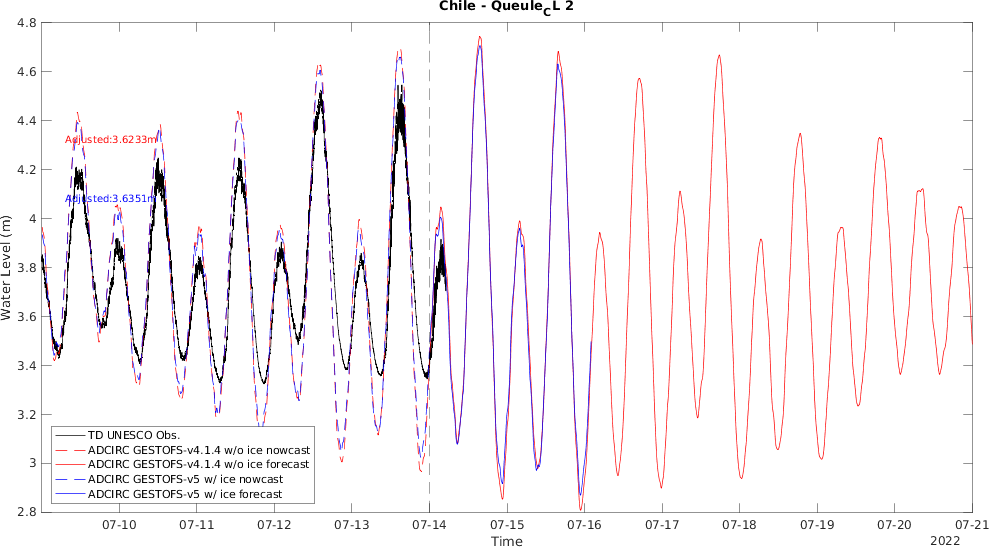 Chile - Queule_CL 2
Water Level (m)
4.8
4.6
4.4
4.2
4
3.8
3.6
3.4
3.2
3
2.8
Adjusted:3.6233m
Adjusted:3.6351m
TD UNESCO Obs.
ADCIRC GESTOFS-v4.1.4 w/o ice nowcast
ADCIRC GESTOFS-v4.1.4 w/o ice forecast
ADCIRC GESTOFS-v5 w/ ice nowcast
ADCIRC GESTOFS-v5 w/ ice forecast
07-10 07-11 07-12 07-13 07-14 07-15 07-16 07-17 07-18 07-19 07-20 07-21
Time
2022